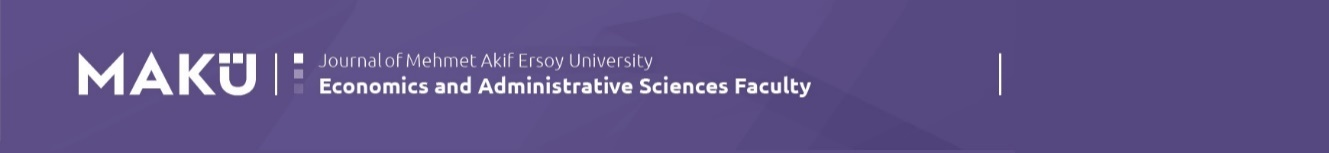 MAKÜ
Journal of Mehmet Akif Ersoy University
Economics and Administrative Sciences Faculty